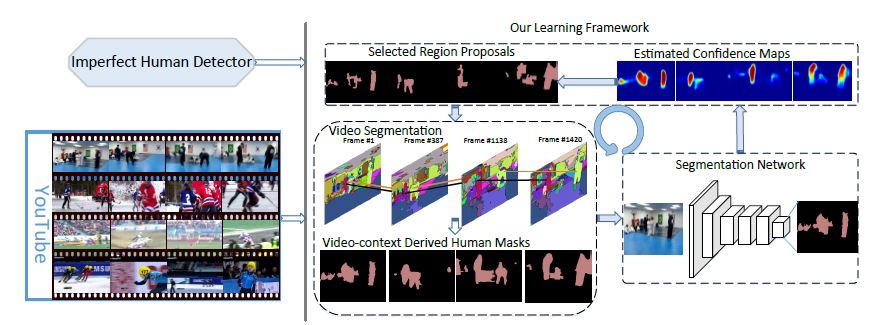 Our Learning Framework
Imperfect Human Detector
Selected Region Proposals
Estimated Confidence Maps
Video Segmentation
Frame #1
Frame #387
Frame #1138
Frame #1420
Segmentation Network
YouTube
Video-context Derived Human Masks
SAMSUNG